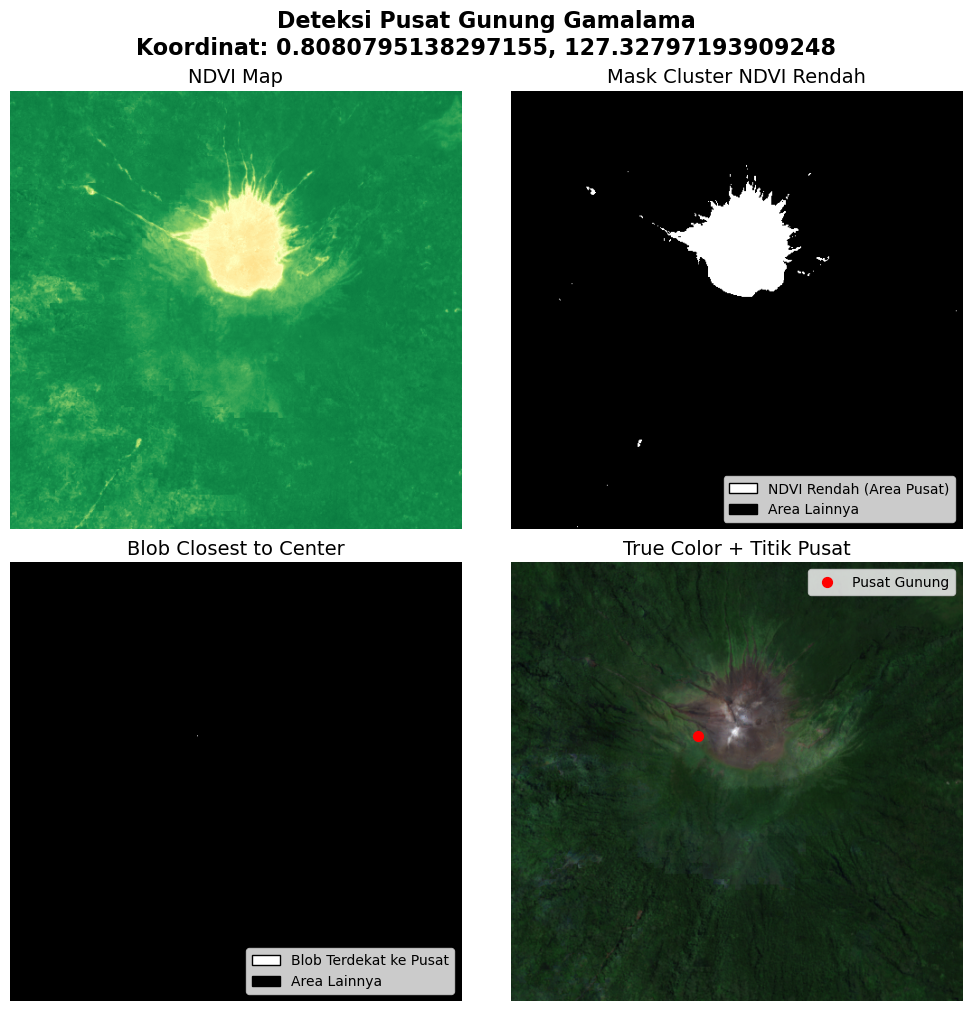 Deteksi Pusat Gunung Gamalama
Koordinat: 0.8080795138297155, 127.32797193909248
NDVI Map
Mask Cluster NDVI Rendah
NDVI Rendah (Area Pusat)
Area Lainnya
Blob Closest to Center
True Color + Titik Pusat
Pusat Gunung
Blob Terdekat ke Pusat
Area Lainnya